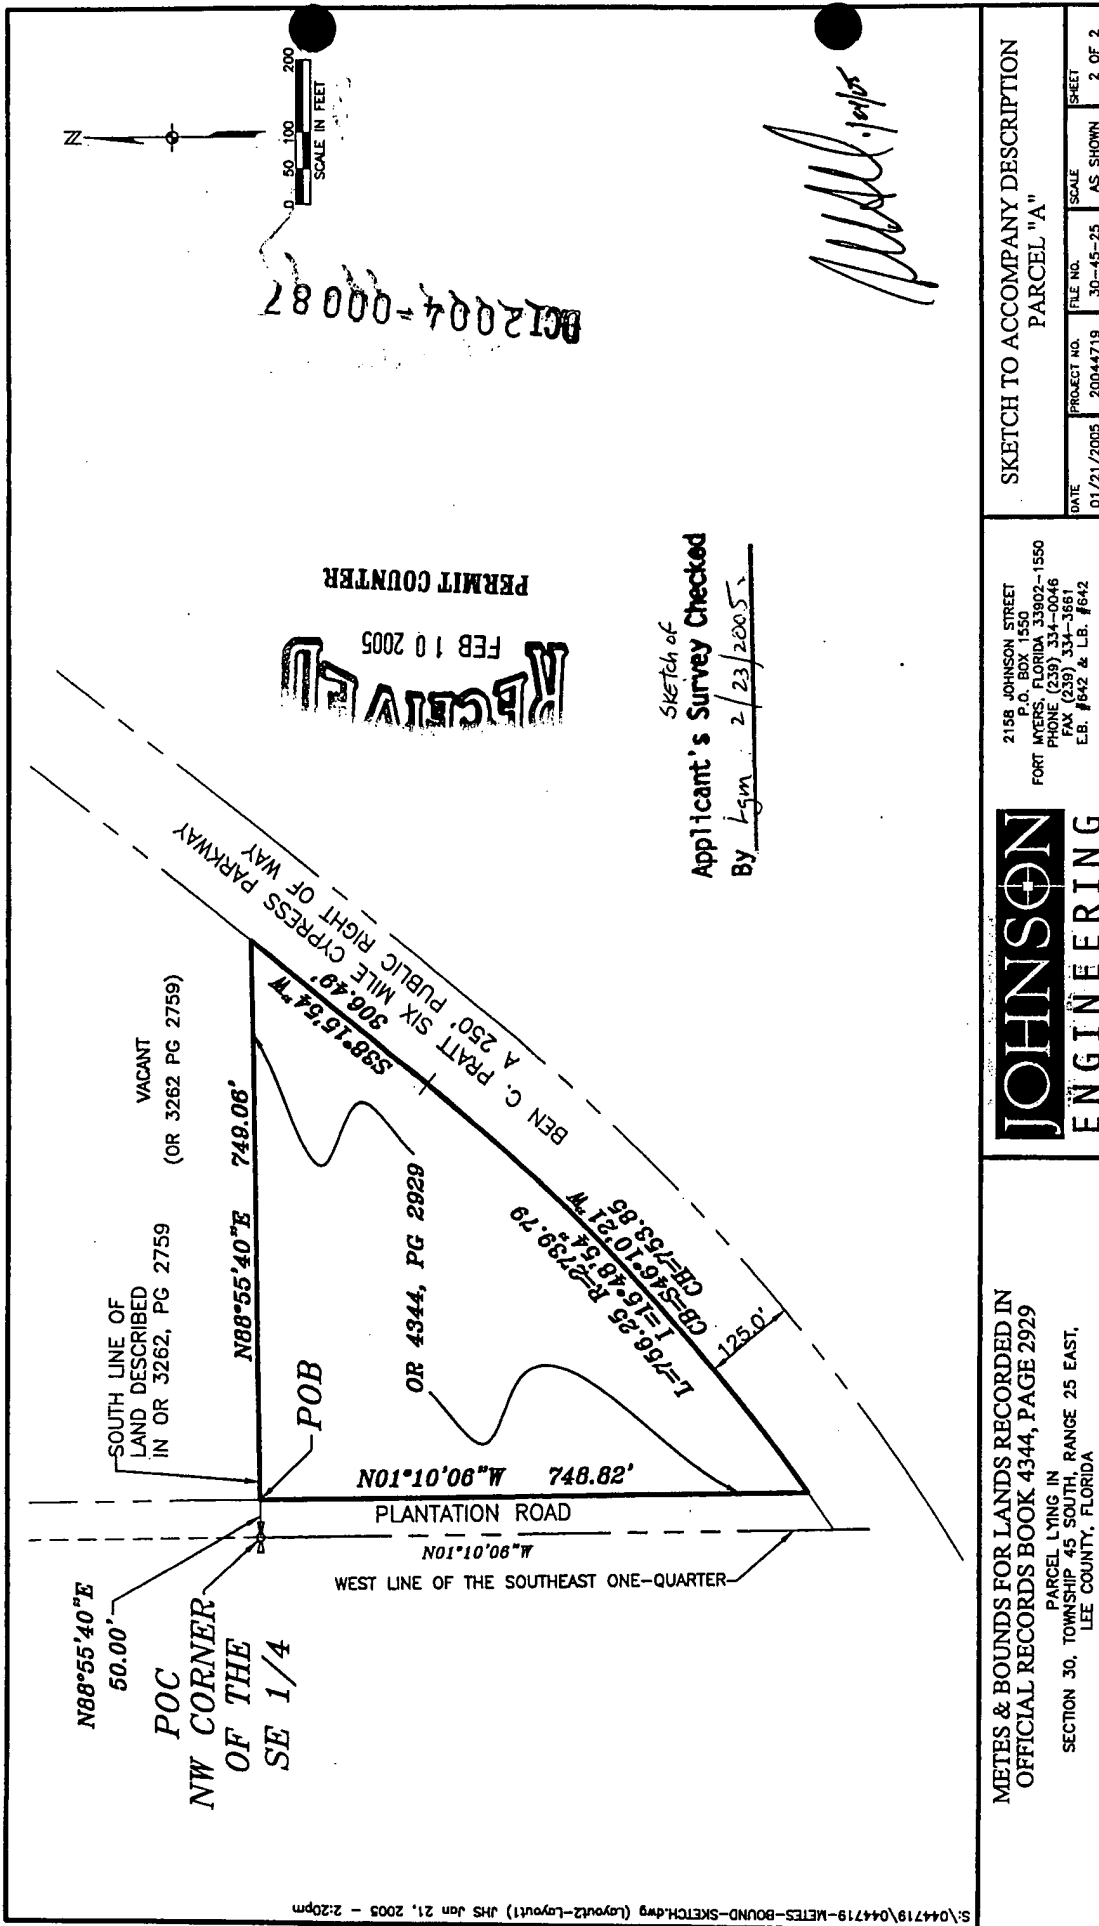 N88°55'40"E
50.00'
POC
NW CORNER
OF THE
SE 1/4
SOUTH LINE OF
LAND DESCRIBED
IN OR 3262, PG 2759
VACANT
(OR 3262 PG 2759)
N88°55'40"E 749.06'
POB
OR 4344, PG 2929
S38°15'54"W
306.49'
BEN C. PRATT SIX MILE CYPRESS PARKWAY
A 250' PUBLIC RIGHT OF WAY
L=756.25 R=2739.79
I=15°48'54"
CB=S46°10'21"W
CH=753.85
125.0'
N01°10'06"W 748.82'
PLANTATION ROAD
N01°10'06"W
WEST LINE OF THE SOUTHEAST ONE-QUARTER
N
0 50 100 200
SCALE IN FEET
DCI2004-00087
RECEIVED
FEB 10 2005
PERMIT COUNTER
Sketch of
Applicant's Survey Checked
By Lgm 2/23/2005.
S:\044719\044719-METES-BOUND-SKETCH.dwg (Layout2-Layout1) JHS Jan 21, 2005 - 2:20pm
METES & BOUNDS FOR LANDS RECORDED IN
OFFICIAL RECORDS BOOK 4344, PAGE 2929
PARCEL LYING IN
SECTION 30, TOWNSHIP 45 SOUTH, RANGE 25 EAST,
LEE COUNTY, FLORIDA
JOHNSON
ENGINEERING
2158 JOHNSON STREET
P.O. BOX 1550
FORT MYERS, FLORIDA 33902-1550
PHONE (239) 334-0046
FAX (239) 334-3661
E.B. #642 & L.B. #642
SKETCH TO ACCOMPANY DESCRIPTION
PARCEL "A"
DATE PROJECT NO. FILE NO. SCALE SHEET
01/21/2005 20044719 30-45-25 AS SHOWN 2 OF 2